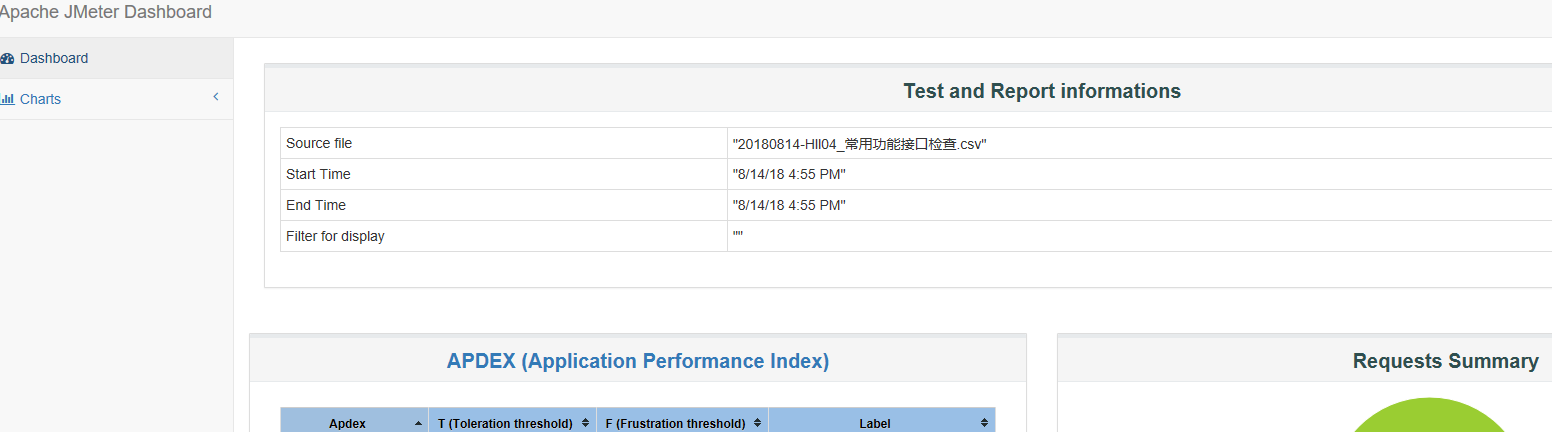 Apache JMeter Dashboard
Dashboard
Charts
Test and Report informations
Source file "20180814-HII04_常用功能接口检查.csv"
Start Time "8/14/18 4:55 PM"
End Time "8/14/18 4:55 PM"
Filter for display ""
APDEX (Application Performance Index)
Requests Summary
Apdex T (Toleration threshold) F (Frustration threshold) Label